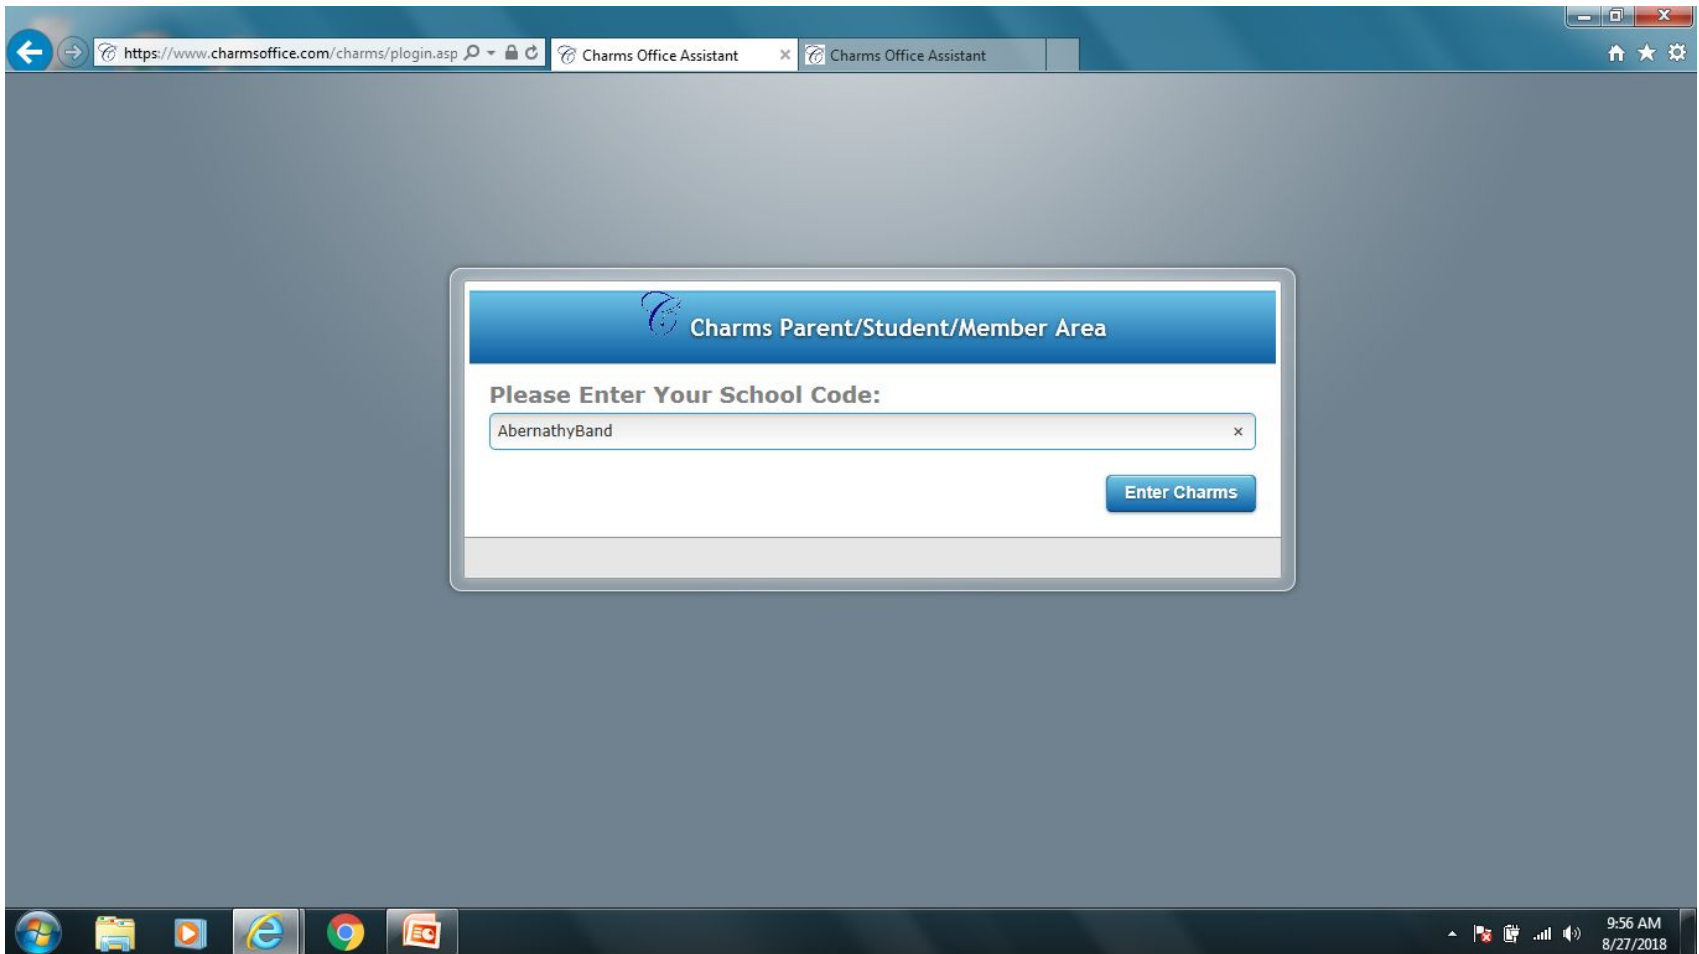 https://www.charmsoffice.com/charms/plogin.asp
Charms Office Assistant
Charms Office Assistant
Charms Parent/Student/Member Area
Please Enter Your School Code:
AbernathyBand
Enter Charms
9:56 AM
8/27/2018